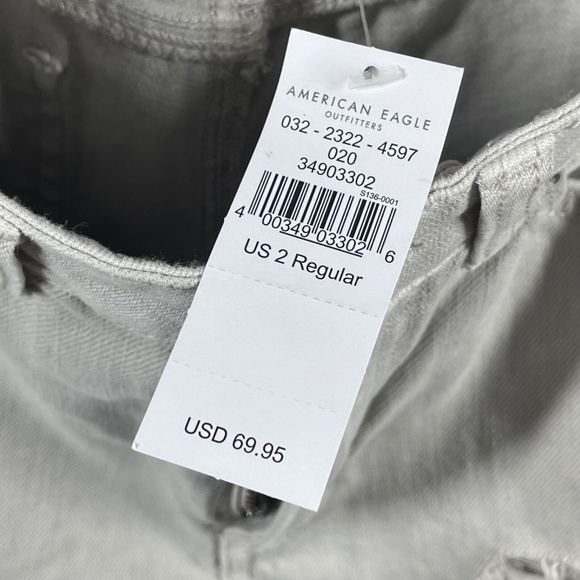 AMERICAN EAGLE
OUTFITTERS
032 - 2322 - 4597
020
34903302
S136-0001
4 00349 03302 6
US 2 Regular
USD 69.95